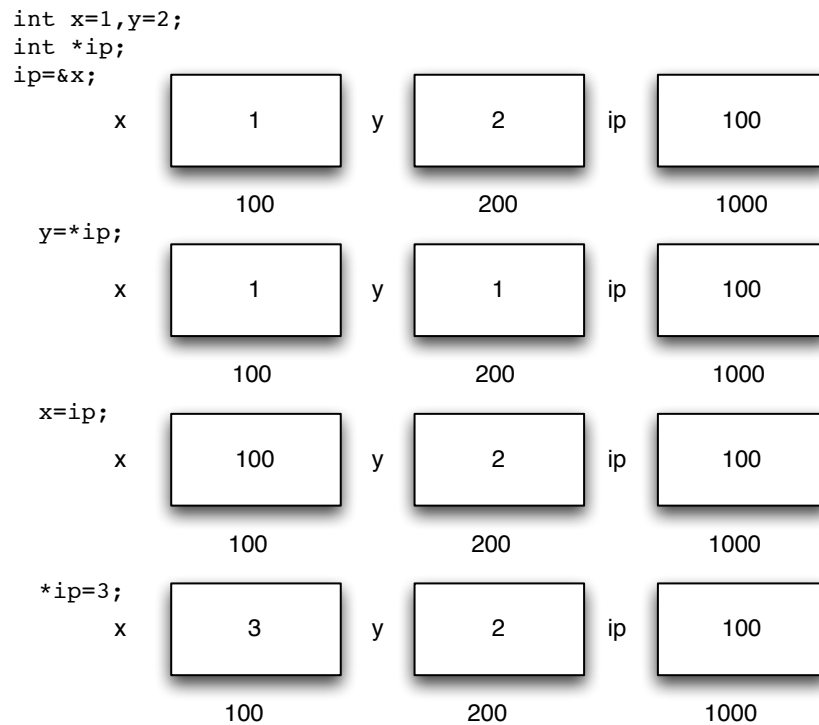 int x=1,y=2;
int *ip;
ip=&x;
x 1 y 2 ip 100
100 200 1000
y=*ip;
x 1 y 1 ip 100
100 200 1000
x=ip;
x 100 y 2 ip 100
100 200 1000
*ip=3;
x 3 y 2 ip 100
100 200 1000